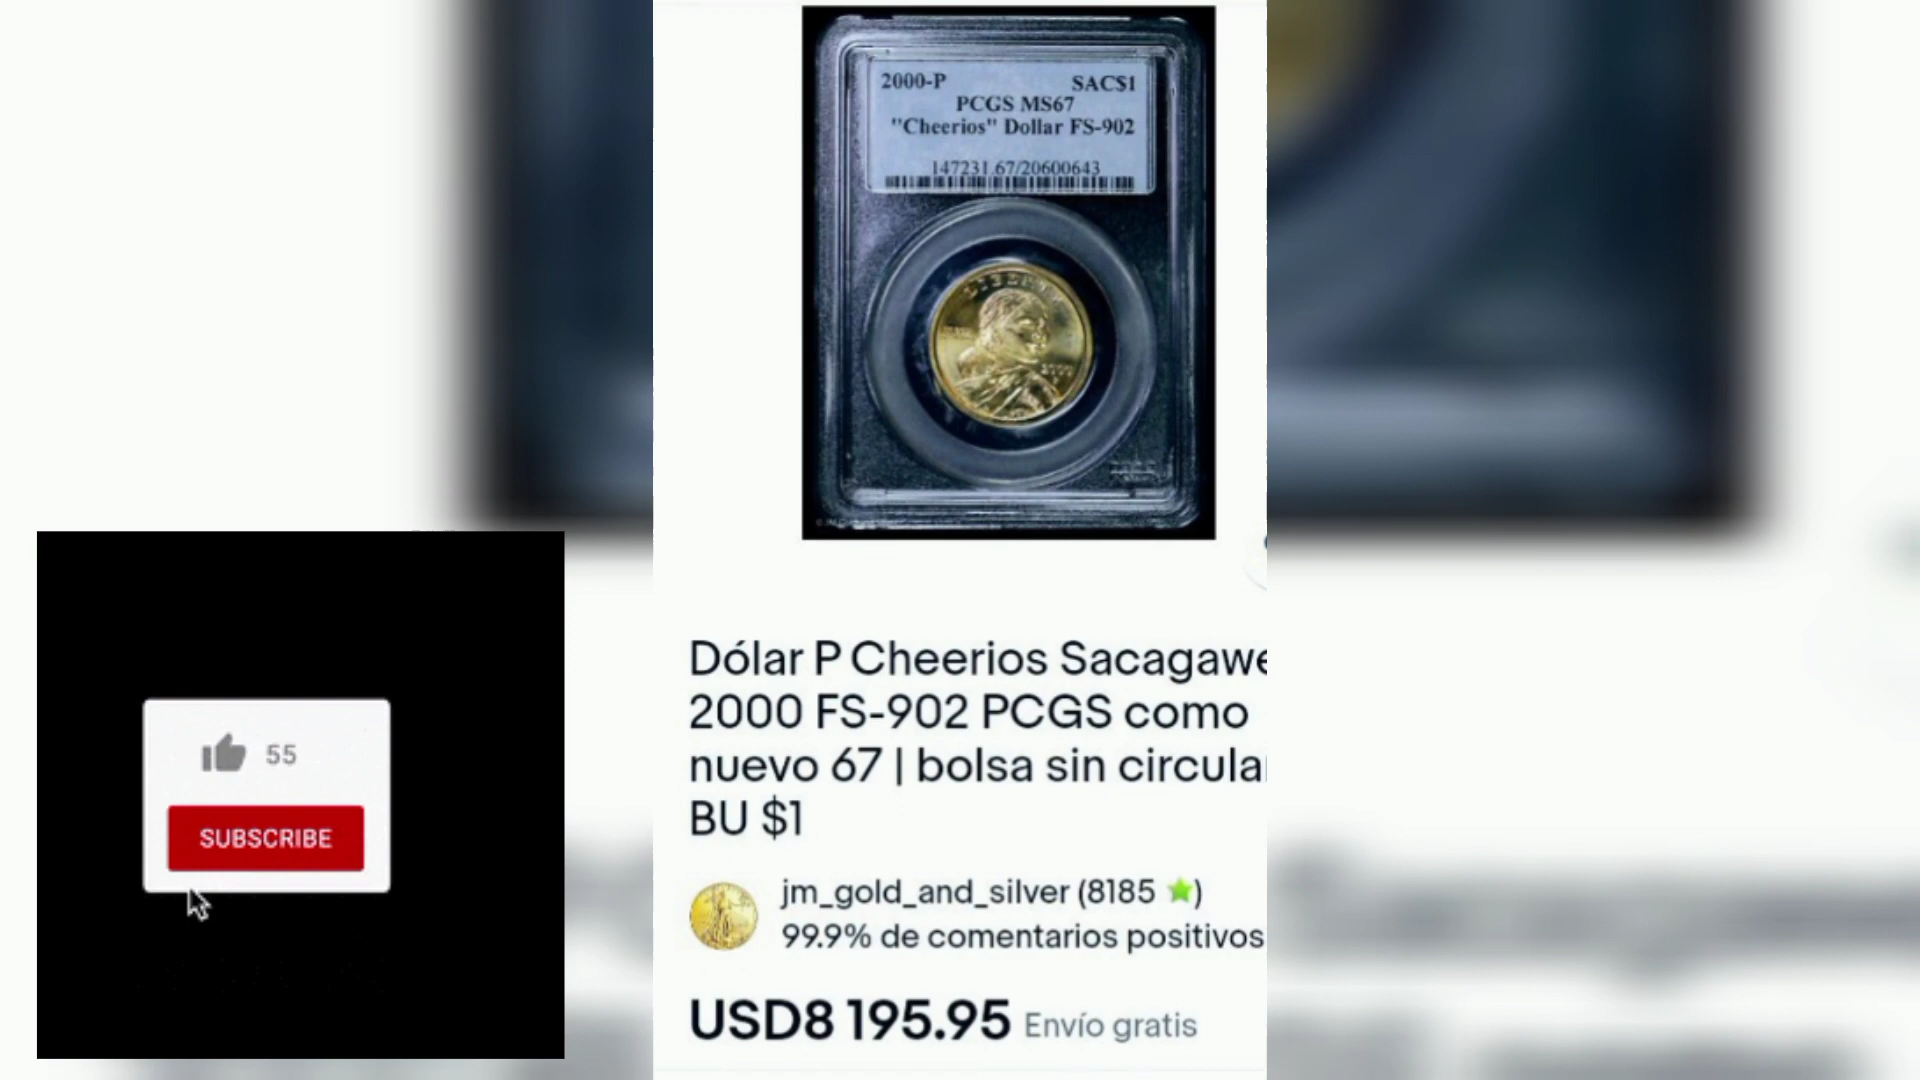 2000-P SAC$1
PCGS MS67
"Cheerios" Dollar FS-902
147231.67/20600643
LIBERTY
2000
Dólar P Cheerios Sacagawe
2000 FS-902 PCGS como
nuevo 67 | bolsa sin circula
BU $1
jm_gold_and_silver (8185 )
99.9% de comentarios positivos
USD8 195.95 Envío gratis
55
SUBSCRIBE